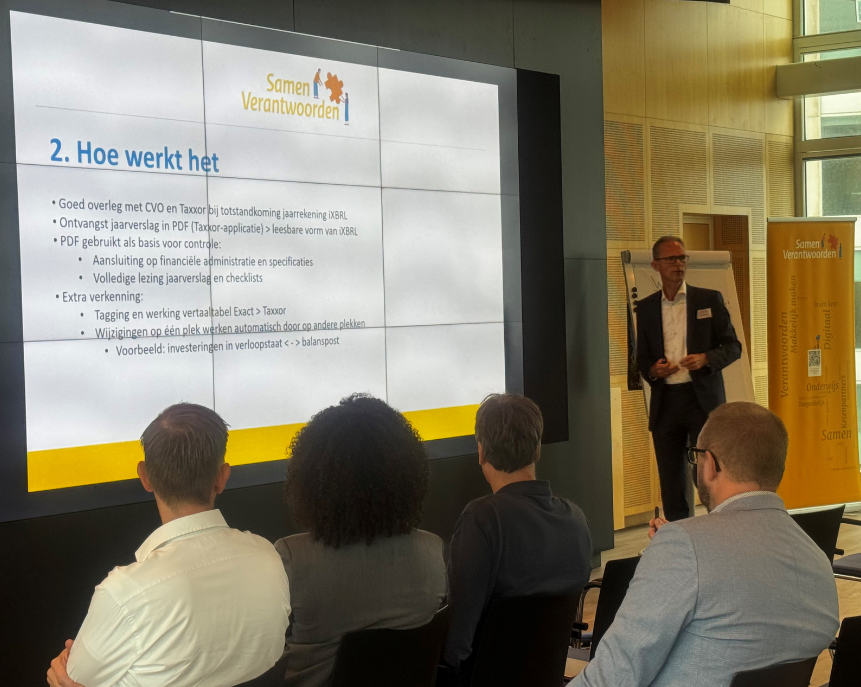 Samen
Verantwoorden
2. Hoe werkt het
• Goed overleg met CVO en Taxxor bij totstandkoming jaarrekening iXBRL
• Ontvangst jaarverslag in PDF (Taxxor-applicatie) > leesbare vorm van iXBRL
• PDF gebruikt als basis voor controle:
• Aansluiting op financiële administratie en specificaties
• Volledige lezing jaarverslag en checklists
• Extra verkenning:
• Tagging en werking vertaaltabel Exact > Taxxor
• Wijzigingen op één plek werken automatisch door op andere plekken
• Voorbeeld: investeringen in verloopstaat < - > balanspost
Samen
Verantwoorden
Verantwoorden
Makkelijk maken
Digitaal
Onderwijs
Ketenpartners
Samen